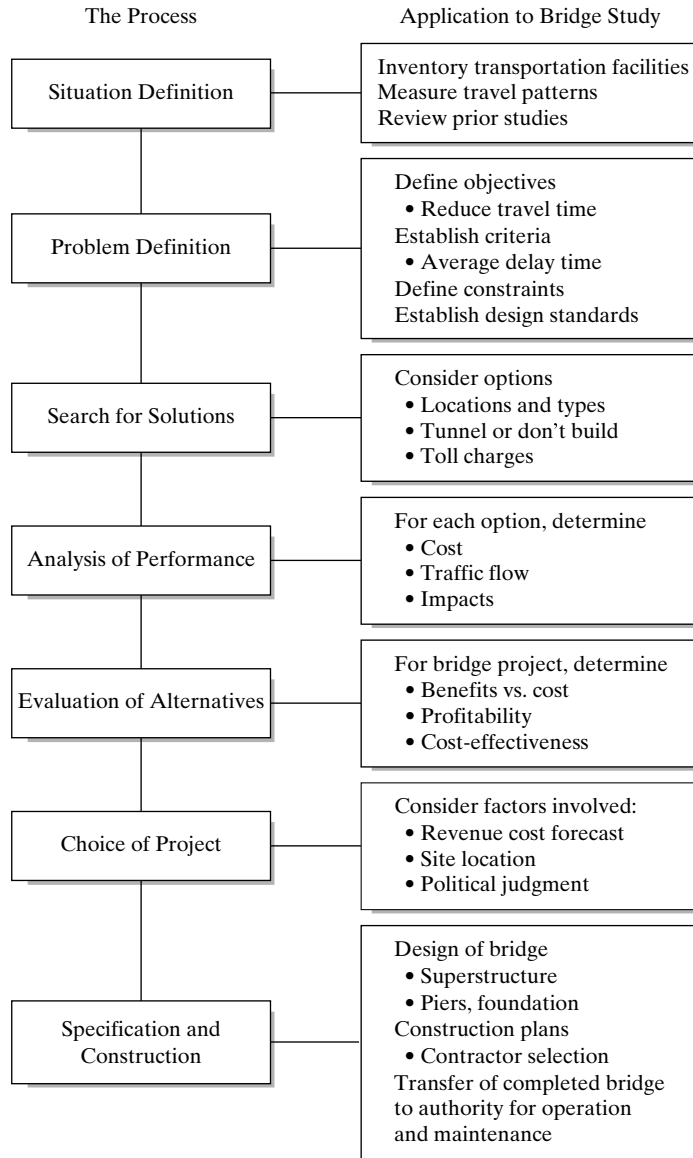 The Process
Application to Bridge Study
Situation Definition
Inventory transportation facilities
Measure travel patterns
Review prior studies
Problem Definition
Define objectives
• Reduce travel time
Establish criteria
• Average delay time
Define constraints
Establish design standards
Search for Solutions
Consider options
• Locations and types
• Tunnel or don't build
• Toll charges
Analysis of Performance
For each option, determine
• Cost
• Traffic flow
• Impacts
Evaluation of Alternatives
For bridge project, determine
• Benefits vs. cost
• Profitability
• Cost-effectiveness
Choice of Project
Consider factors involved:
• Revenue cost forecast
• Site location
• Political judgment
Specification and
Construction
Design of bridge
• Superstructure
• Piers, foundation
Construction plans
• Contractor selection
Transfer of completed bridge
to authority for operation
and maintenance